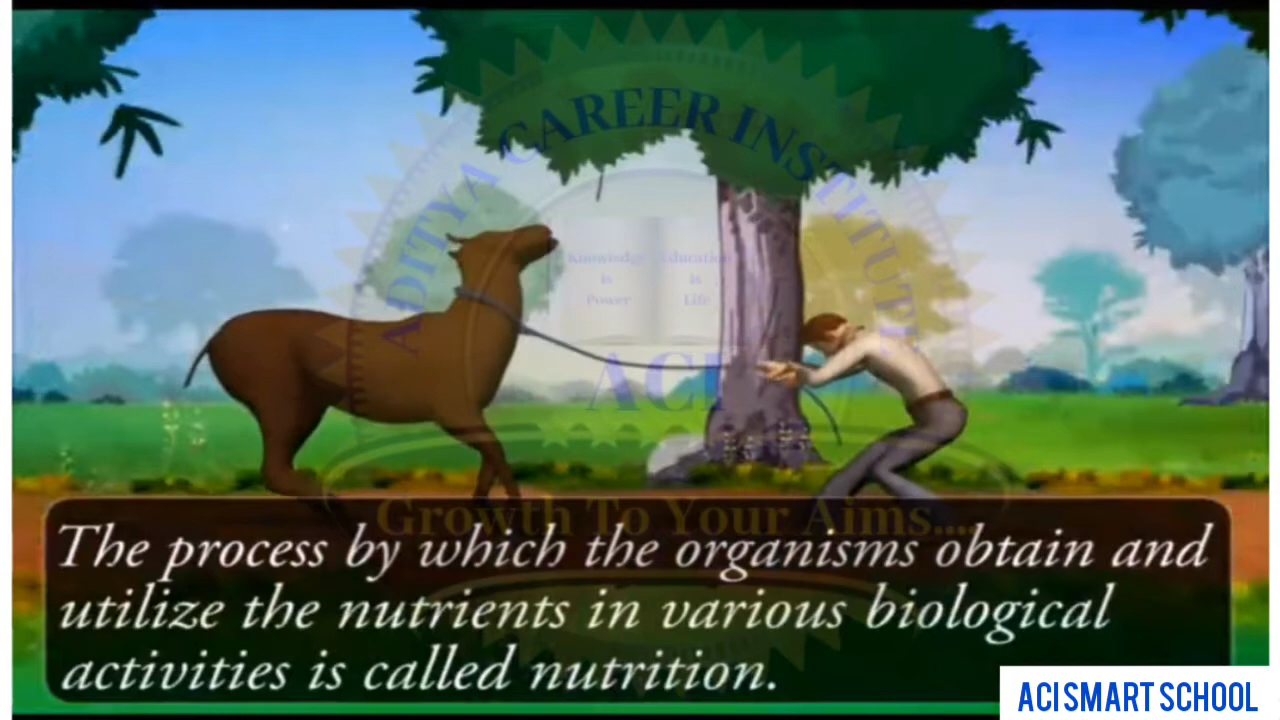 ADITYA CAREER INSTITUTE
Knowledge Education
is is
Power Life
ACI
Growth To Your Aims....
The process by which the organisms obtain and
utilize the nutrients in various biological
activities is called nutrition.
ACI SMART SCHOOL